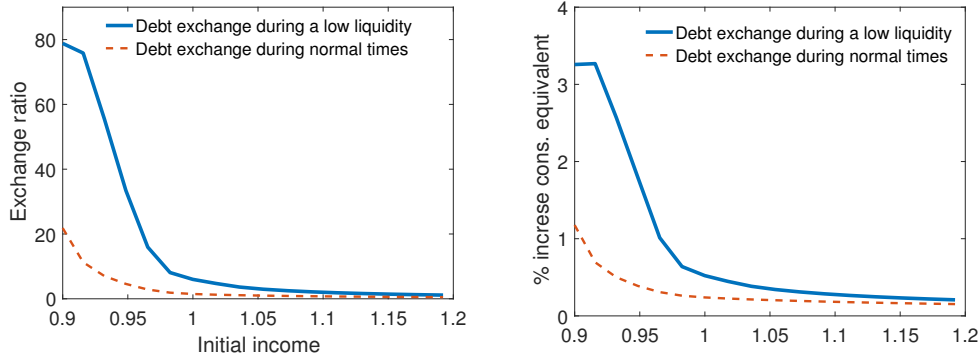 Debt exchange during a low liquidity
Debt exchange during normal times
80
60
40
20
0
Exchange ratio
0.9 0.95 1 1.05 1.1 1.15 1.2
Initial income
Debt exchange during a low liquidity
Debt exchange during normal times
4
3
2
1
0
% increse cons. equivalent
0.9 0.95 1 1.05 1.1 1.15 1.2